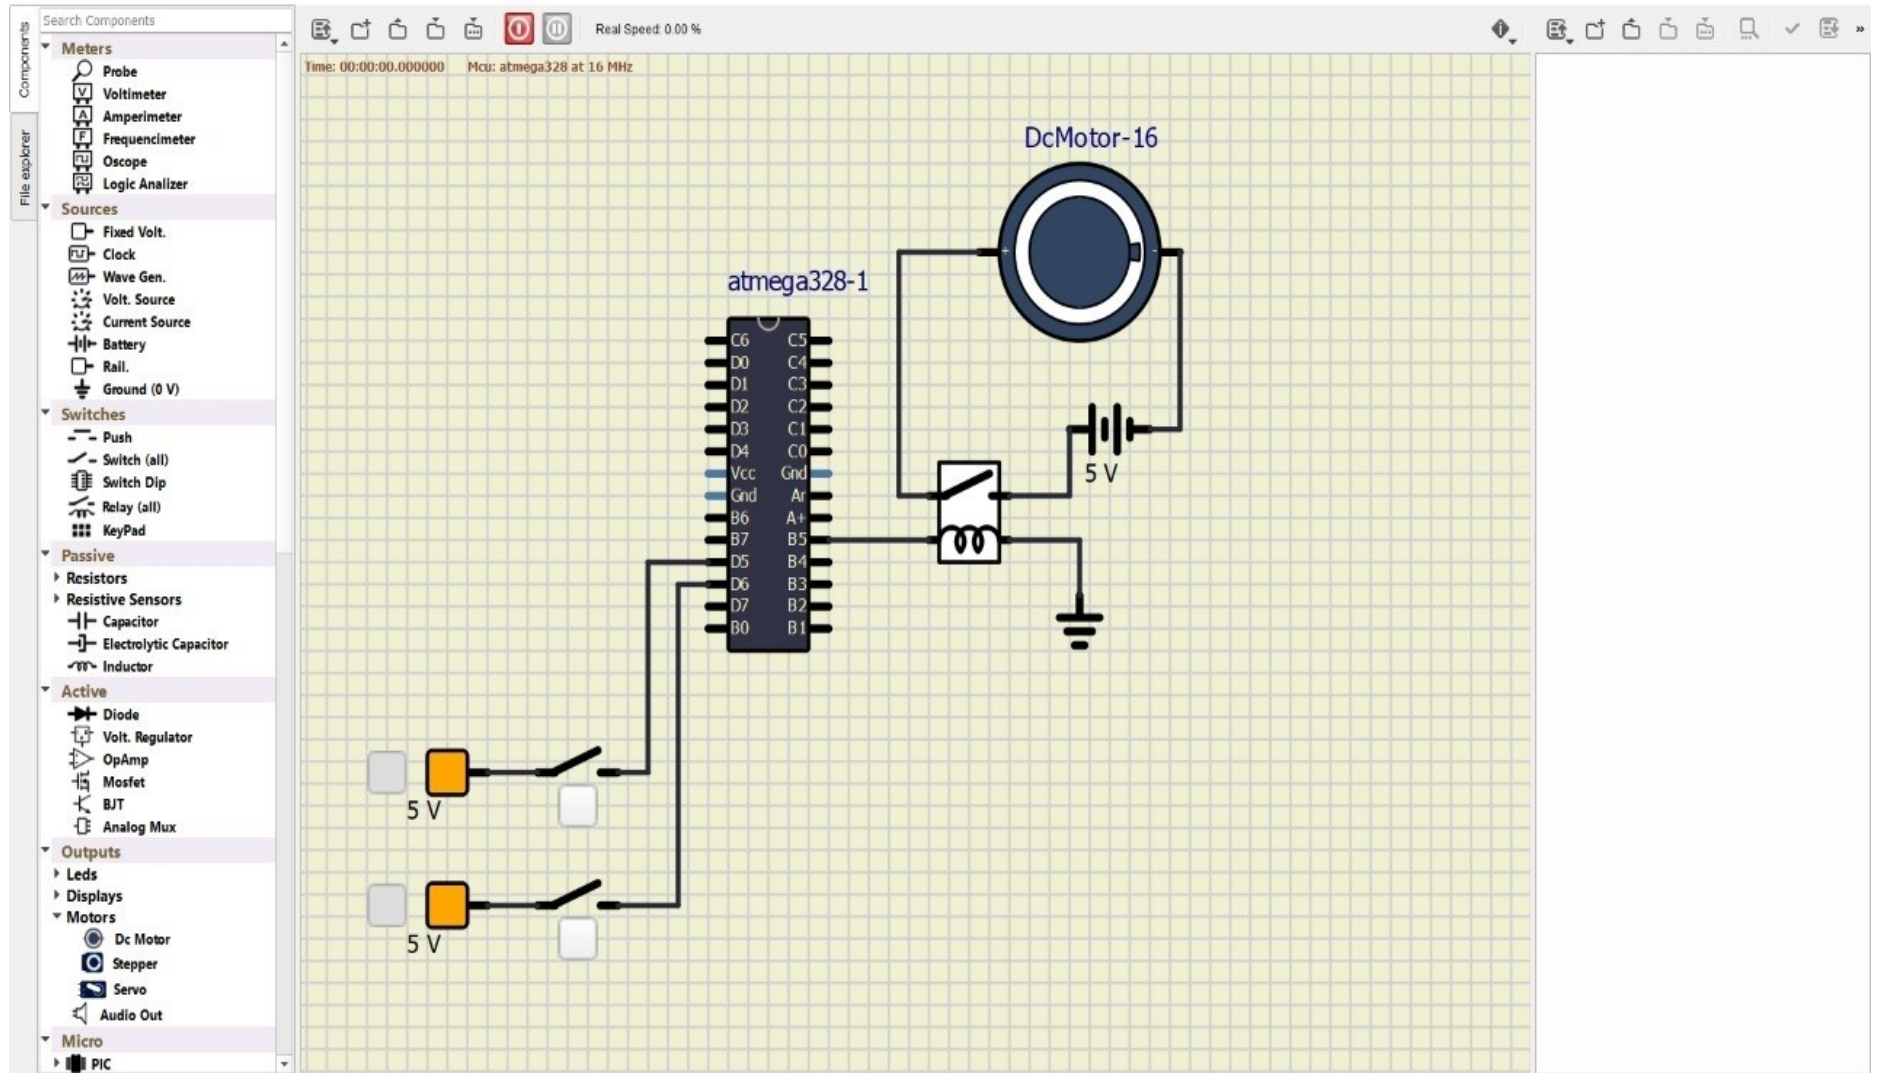 Components
File explorer
Search Components
Meters
Probe
Voltimeter
Amperimeter
Frequencimeter
Oscope
Logic Analizer
Sources
Fixed Volt.
Clock
Wave Gen.
Volt. Source
Current Source
Battery
Rail.
Ground (0 V)
Switches
Push
Switch (all)
Switch Dip
Relay (all)
KeyPad
Passive
Resistors
Resistive Sensors
Capacitor
Electrolytic Capacitor
Inductor
Active
Diode
Volt. Regulator
OpAmp
Mosfet
BJT
Analog Mux
Outputs
Leds
Displays
Motors
Dc Motor
Stepper
Servo
Audio Out
Micro
PIC
Real Speed: 0.00 %
»
Time: 00:00:00.000000 Mcu: atmega328 at 16 MHz
DcMotor-16
+ -
atmega328-1
C6 C5
D0 C4
D1 C3
D2 C2
D3 C1
D4 C0
Vcc Gnd
Gnd Ar
B6 A+
B7 B5
D5 B4
D6 B3
D7 B2
B0 B1
5 V
5 V
5 V